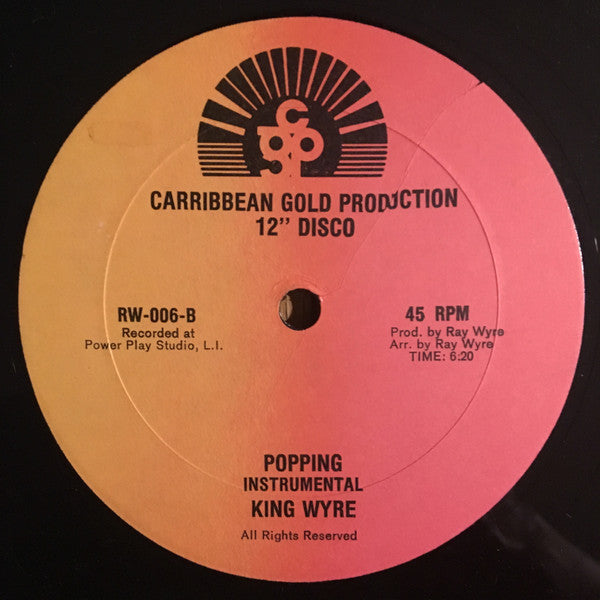 cgp
CARRIBBEAN GOLD PRODUCTION
12" DISCO
RW-006-B
Recorded at
Power Play Studio, L.I.
45 RPM
Prod. by Ray Wyre
Arr. by Ray Wyre
TIME: 6:20
POPPING
INSTRUMENTAL
KING WYRE
All Rights Reserved